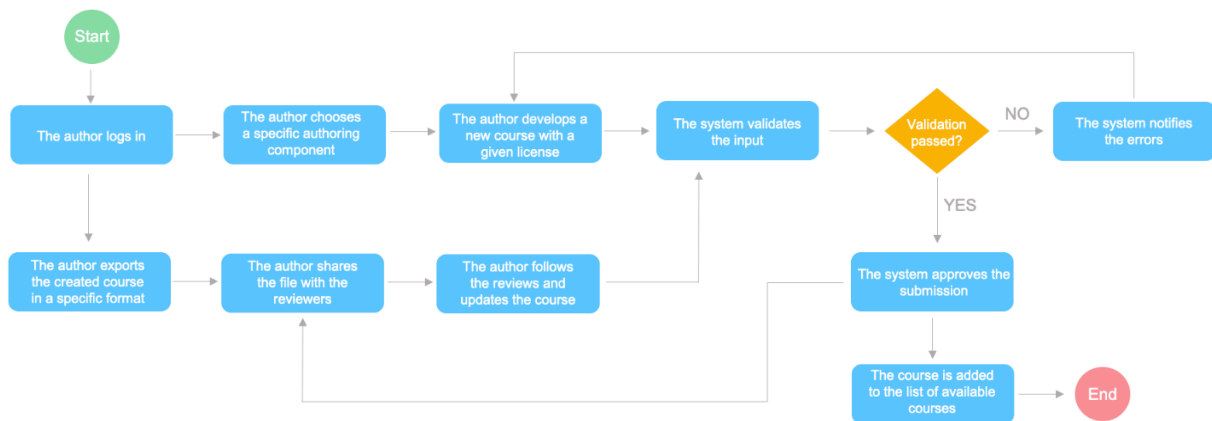 Start
The author logs in
The author chooses
a specific authoring
component
The author develops a
new course with a
given license
The system validates
the input
Validation
passed?
NO
The system notifies
the errors
YES
The author exports
the created course
in a specific format
The author shares
the file with the
reviewers
The author follows
the reviews and
updates the course
The system approves the
submission
The course is added
to the list of available
courses
End